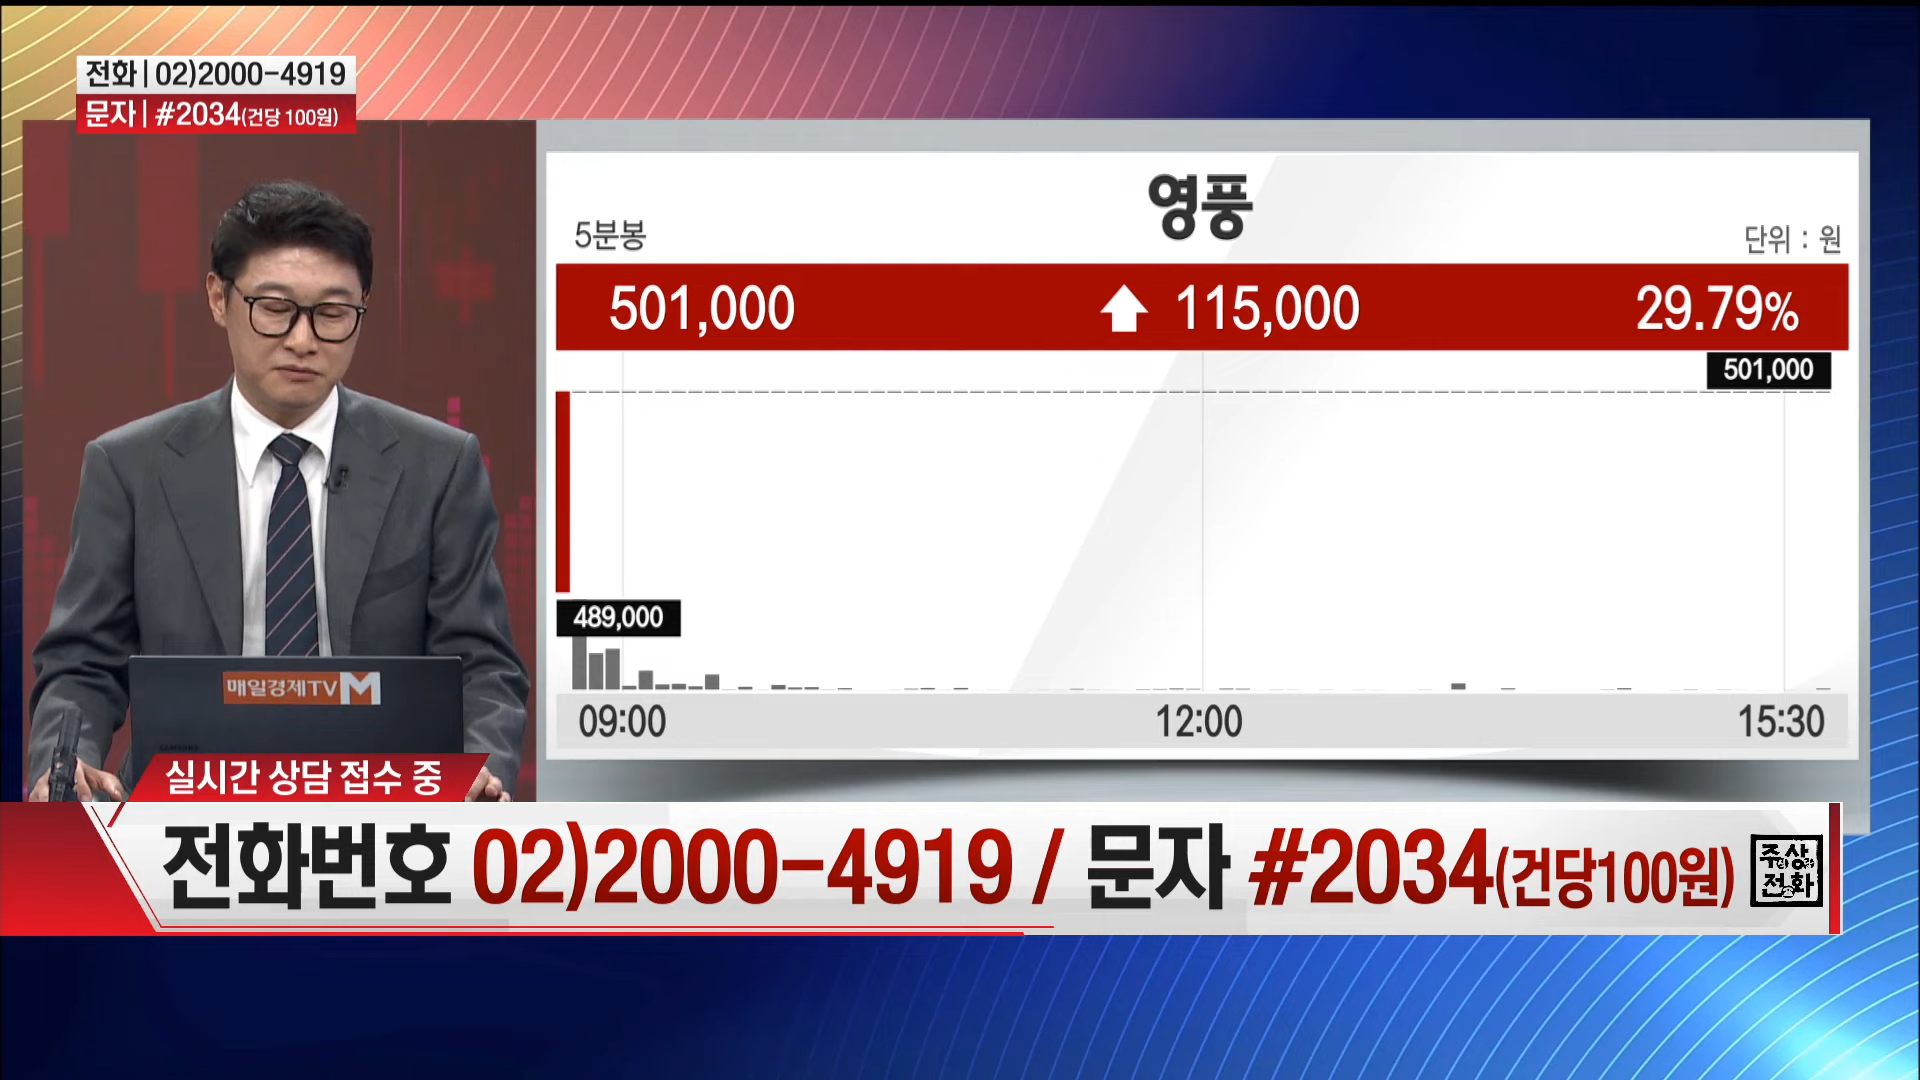 전화 | 02)2000-4919
문자 | #2034(건당 100원)
영풍
5분봉
단위 : 원
501,000 115,000 29.79%
501,000
489,000
09:00 12:00 15:30
매일경제TV M
SAMSUNG
실시간 상담 접수 중
전화번호 02)2000-4919 / 문자 #2034(건당100원)
주상전화